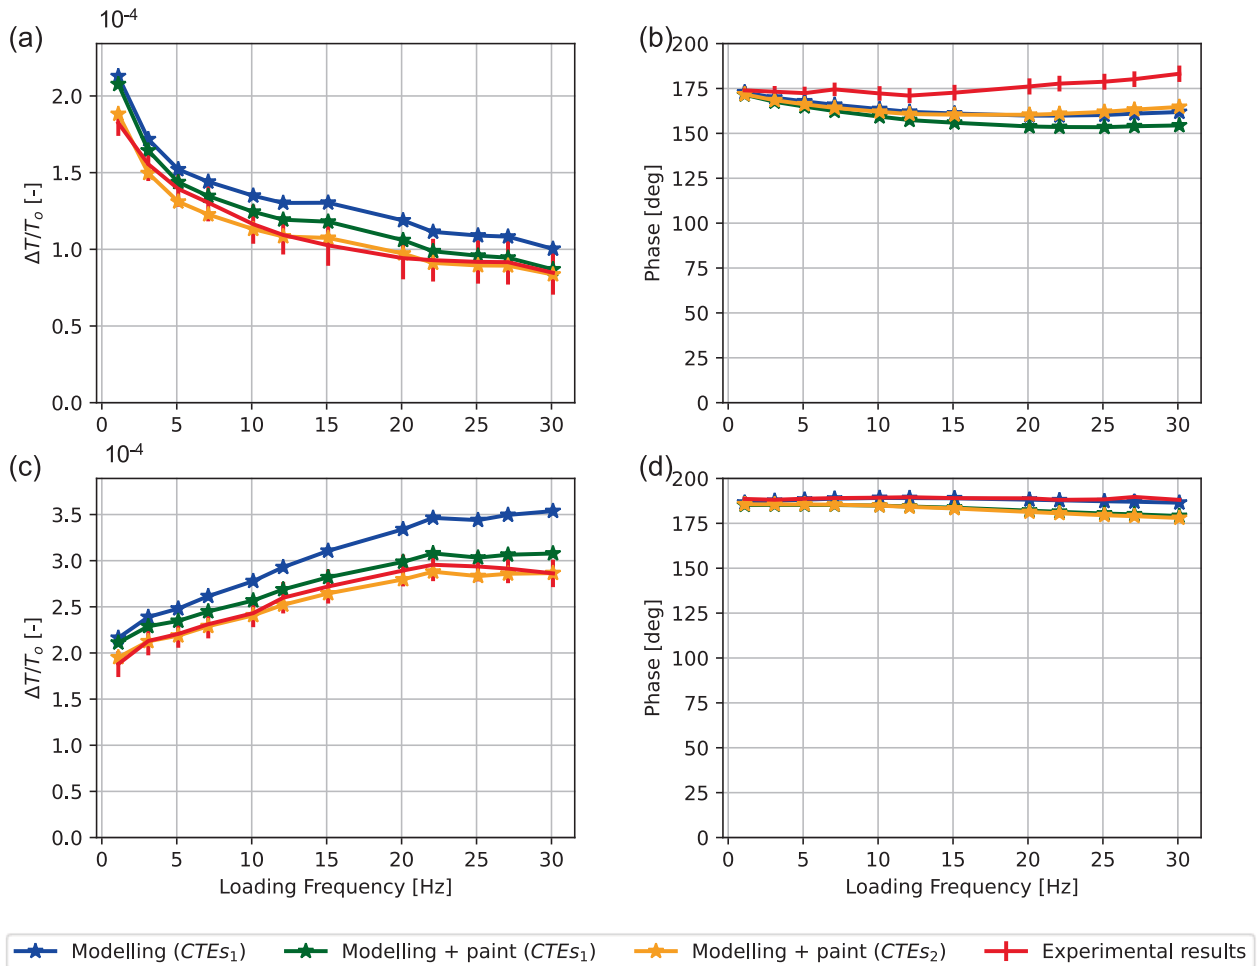 (a)
10-4
2.0
1.5
1.0
0.5
0.0
ΔT/To [-]
0 5 10 15 20 25 30
(b)
200
175
150
125
100
75
50
25
0
Phase [deg]
0 5 10 15 20 25 30
(c)
10-4
3.5
3.0
2.5
2.0
1.5
1.0
0.5
0.0
ΔT/To [-]
0 5 10 15 20 25 30
Loading Frequency [Hz]
(d)
200
175
150
125
100
75
50
25
0
Phase [deg]
0 5 10 15 20 25 30
Loading Frequency [Hz]
Modelling (CTEs1) Modelling + paint (CTEs1) Modelling + paint (CTEs2) Experimental results